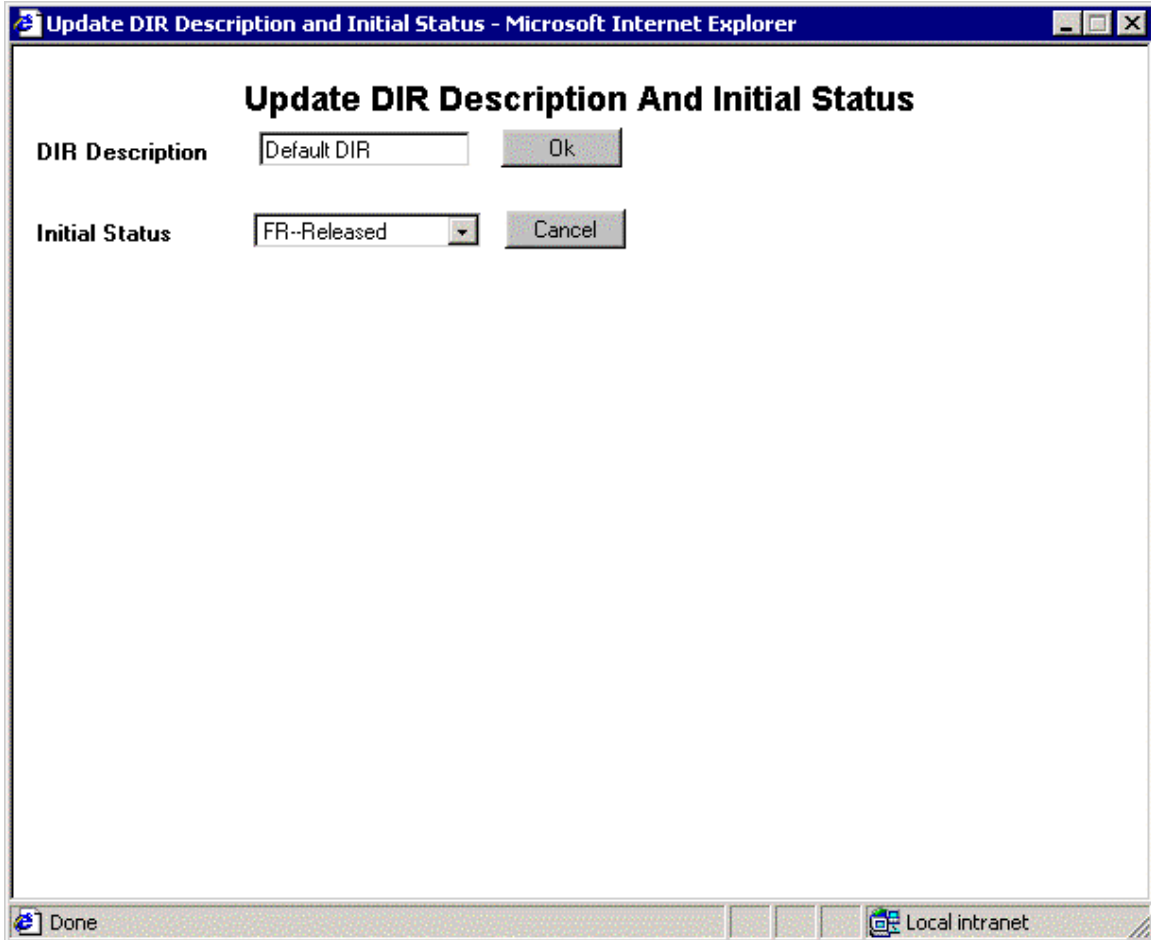 Update DIR Description and Initial Status - Microsoft Internet Explorer
Update DIR Description And Initial Status
DIR Description Default DIR Ok
Initial Status FR--Released Cancel
Done Local intranet